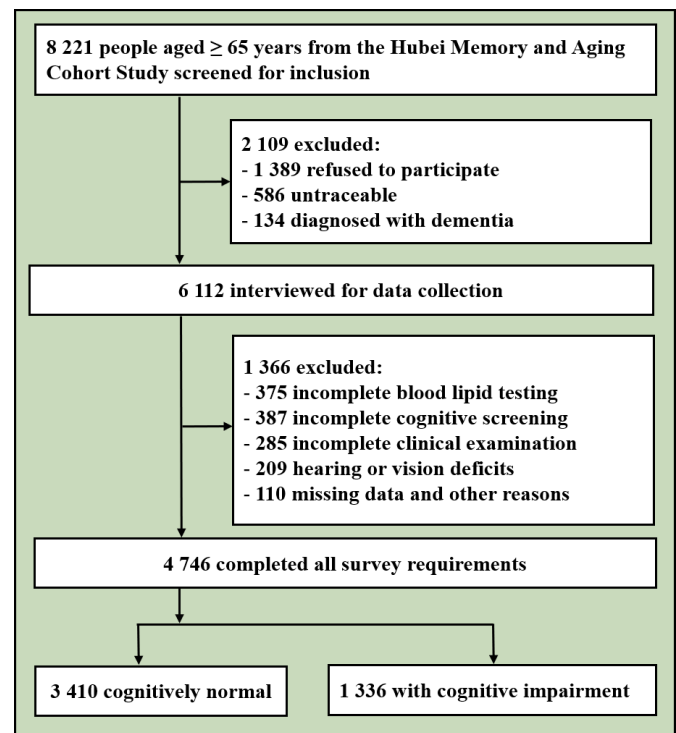 8 221 people aged ≥ 65 years from the Hubei Memory and Aging
Cohort Study screened for inclusion
2 109 excluded:
- 1 389 refused to participate
- 586 untraceable
- 134 diagnosed with dementia
6 112 interviewed for data collection
1 366 excluded:
- 375 incomplete blood lipid testing
- 387 incomplete cognitive screening
- 285 incomplete clinical examination
- 209 hearing or vision deficits
- 110 missing data and other reasons
4 746 completed all survey requirements
3 410 cognitively normal
1 336 with cognitive impairment